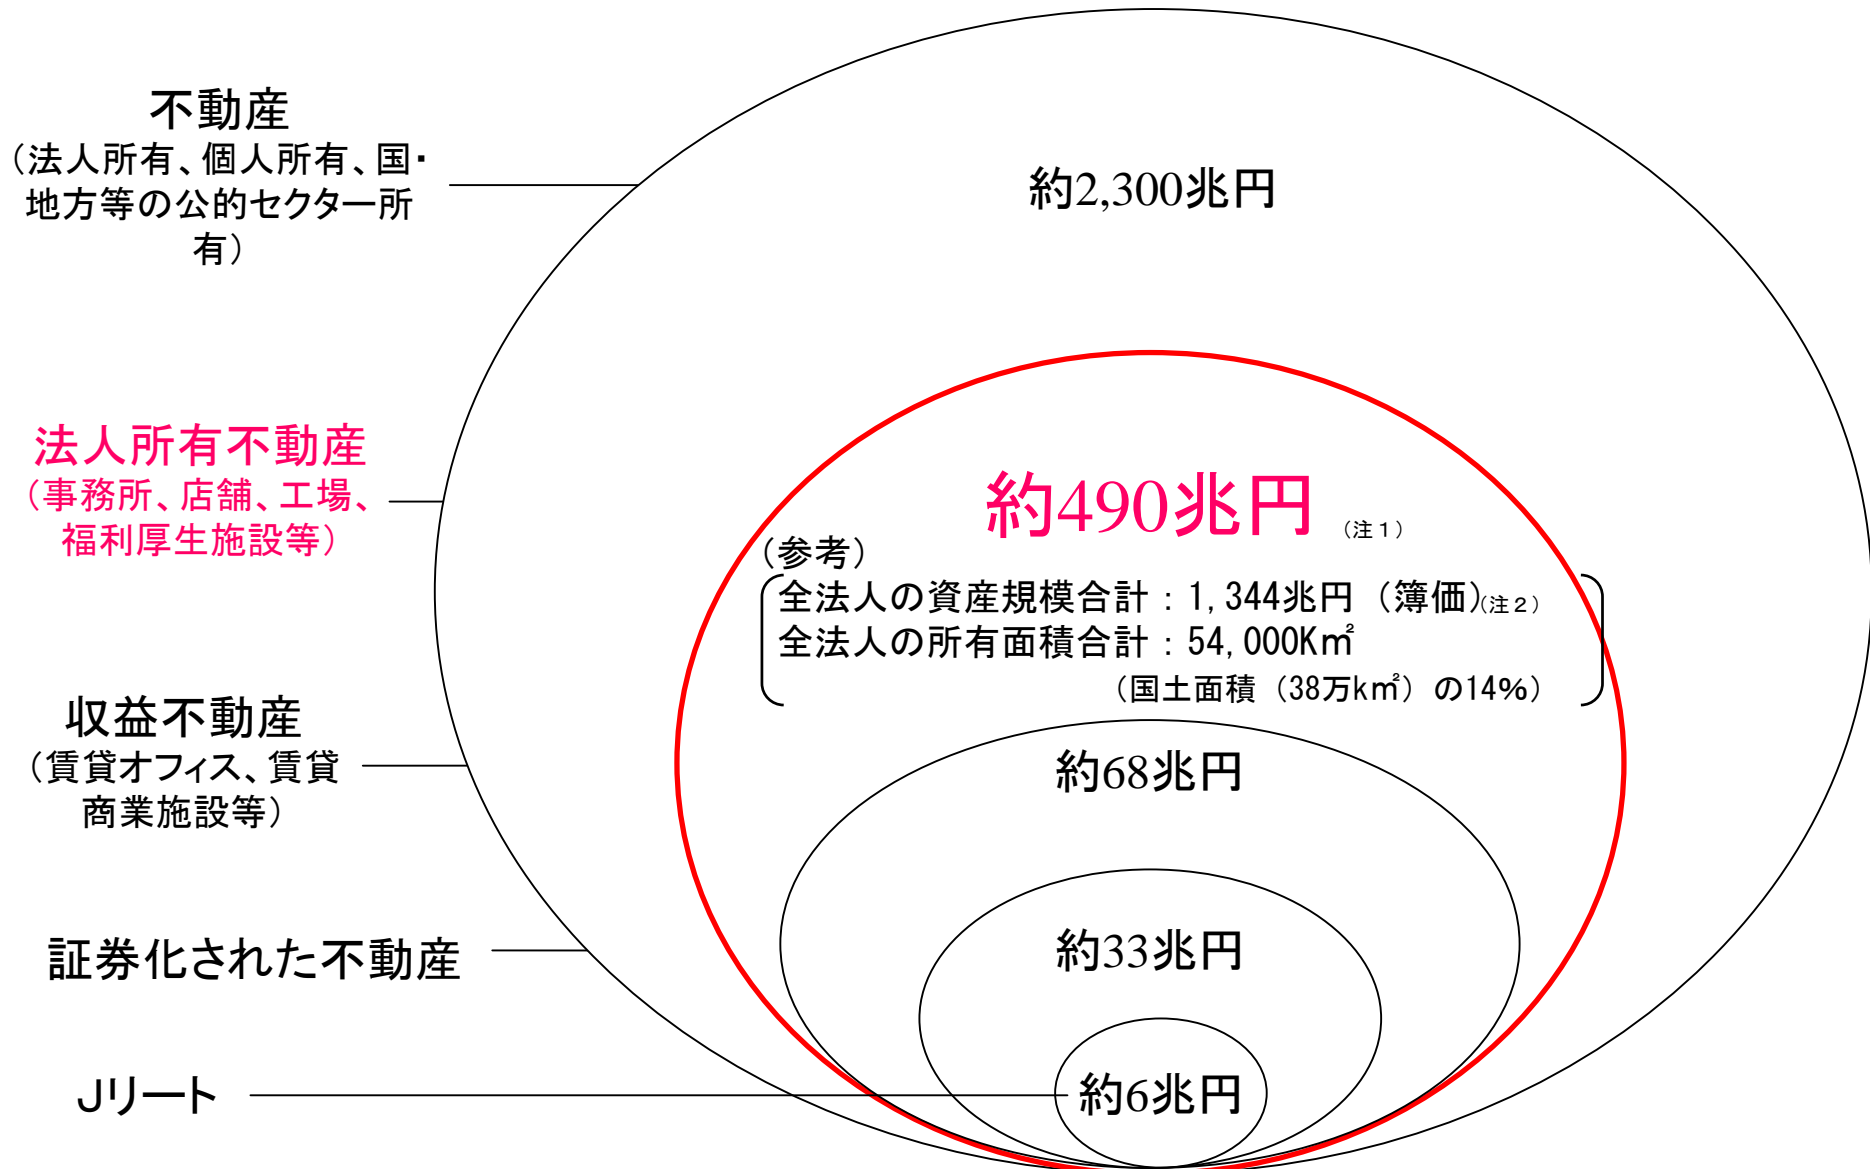 不動産
（法人所有、個人所有、国・
地方等の公的セクター所
有）
約2,300兆円
法人所有不動産
（事務所、店舗、工場、
福利厚生施設等）
約490兆円 （注１）
（参考）
全法人の資産規模合計：1,344兆円（簿価）（注２）
全法人の所有面積合計：54,000K㎡
（国土面積（38万k㎡）の14%）
収益不動産
（賃貸オフィス、賃貸
商業施設等）
約68兆円
証券化された不動産
約33兆円
Jリート
約6兆円